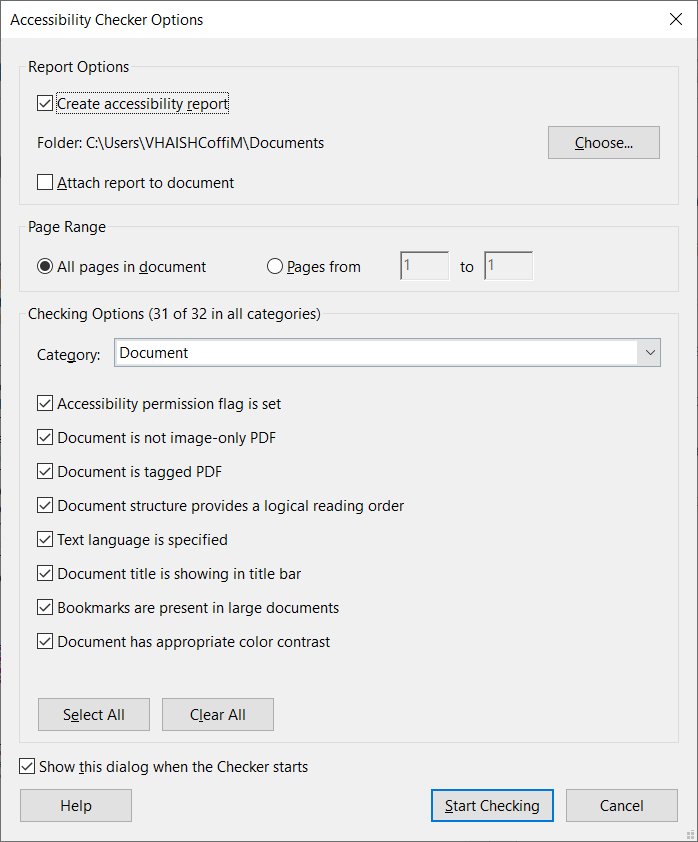 Accessibility Checker Options
Report Options
Create accessibility report
Folder: C:\Users\VHAISHCoffiM\Documents
Choose...
Attach report to document
Page Range
All pages in document
Pages from 1 to 1
Checking Options (31 of 32 in all categories)
Category: Document
Accessibility permission flag is set
Document is not image-only PDF
Document is tagged PDF
Document structure provides a logical reading order
Text language is specified
Document title is showing in title bar
Bookmarks are present in large documents
Document has appropriate color contrast
Select All
Clear All
Show this dialog when the Checker starts
Help
Start Checking
Cancel